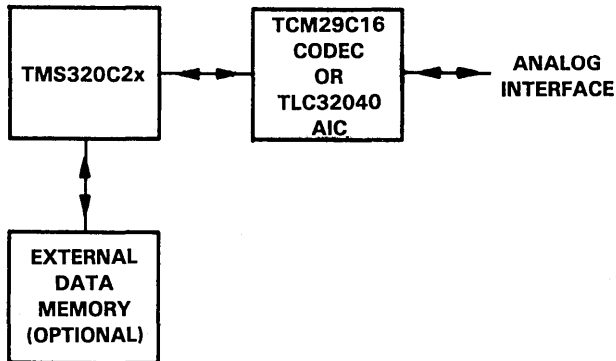 TMS320C2x
TCM29C16
CODEC
OR
TLC32040
AIC
ANALOG
INTERFACE
EXTERNAL
DATA
MEMORY
(OPTIONAL)